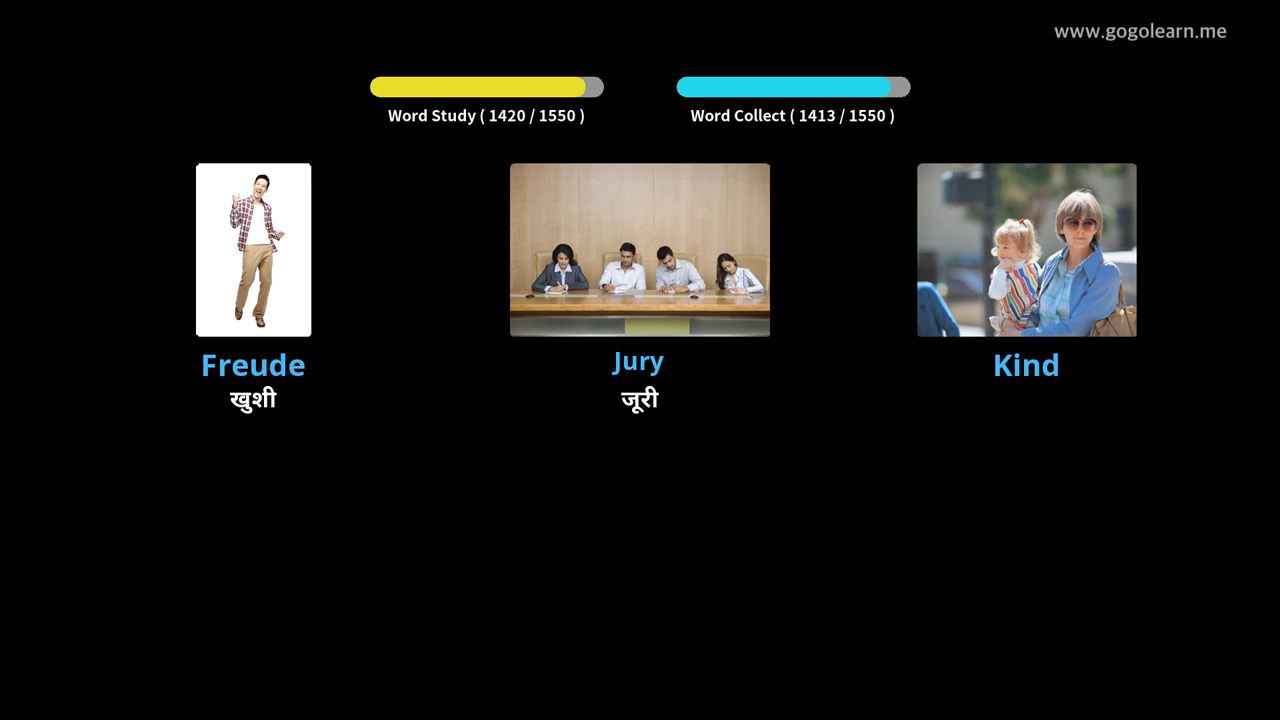 www.gogolearn.me
Word Study ( 1420 / 1550 )
Word Collect ( 1413 / 1550 )
Freude
Jury
Kind
खुशी
जूरी